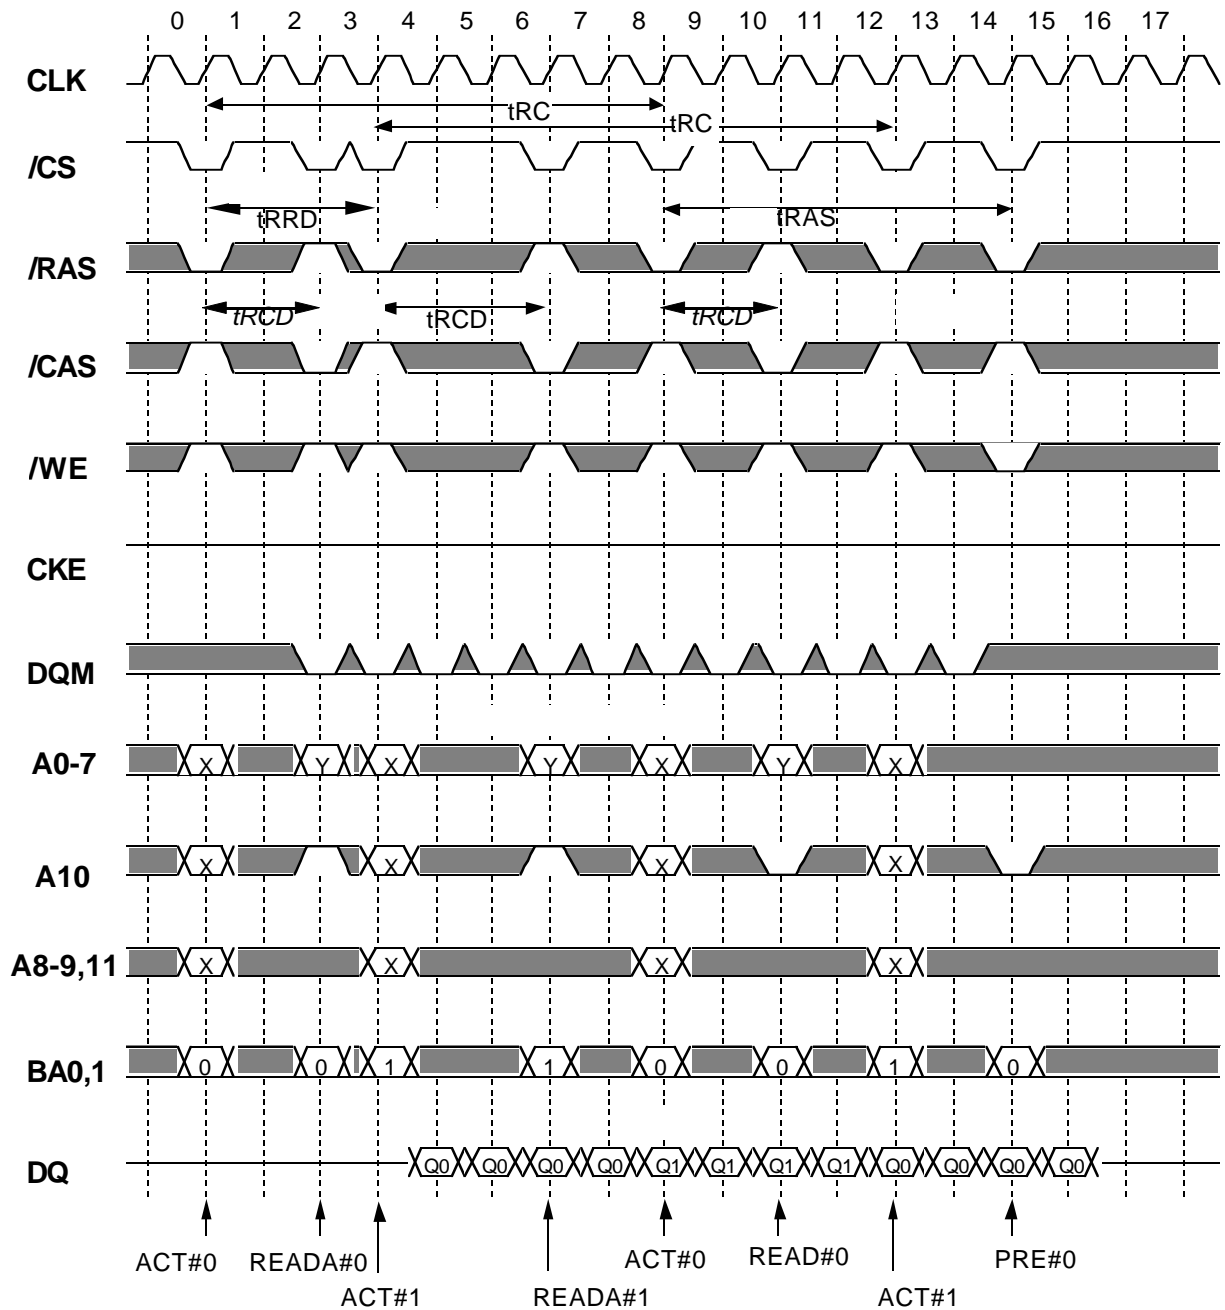 0 1 2 3 4 5 6 7 8 9 10 11 12 13 14 15 16 17
CLK
tRC
tRC
/CS
tRRD
tRAS
/RAS
tRCD tRCD tRCD
/CAS
/WE
CKE
DQM
A0-7 X Y X Y X Y X
A10 X X X X
A8-9,11 X X X X
BA0,1 0 0 1 1 0 0 1 0
DQ Q0 Q0 Q0 Q0 Q1 Q1 Q1 Q1 Q0 Q0 Q0 Q0
ACT#0 READA#0 ACT#0 READ#0 PRE#0
ACT#1 READA#1 ACT#1